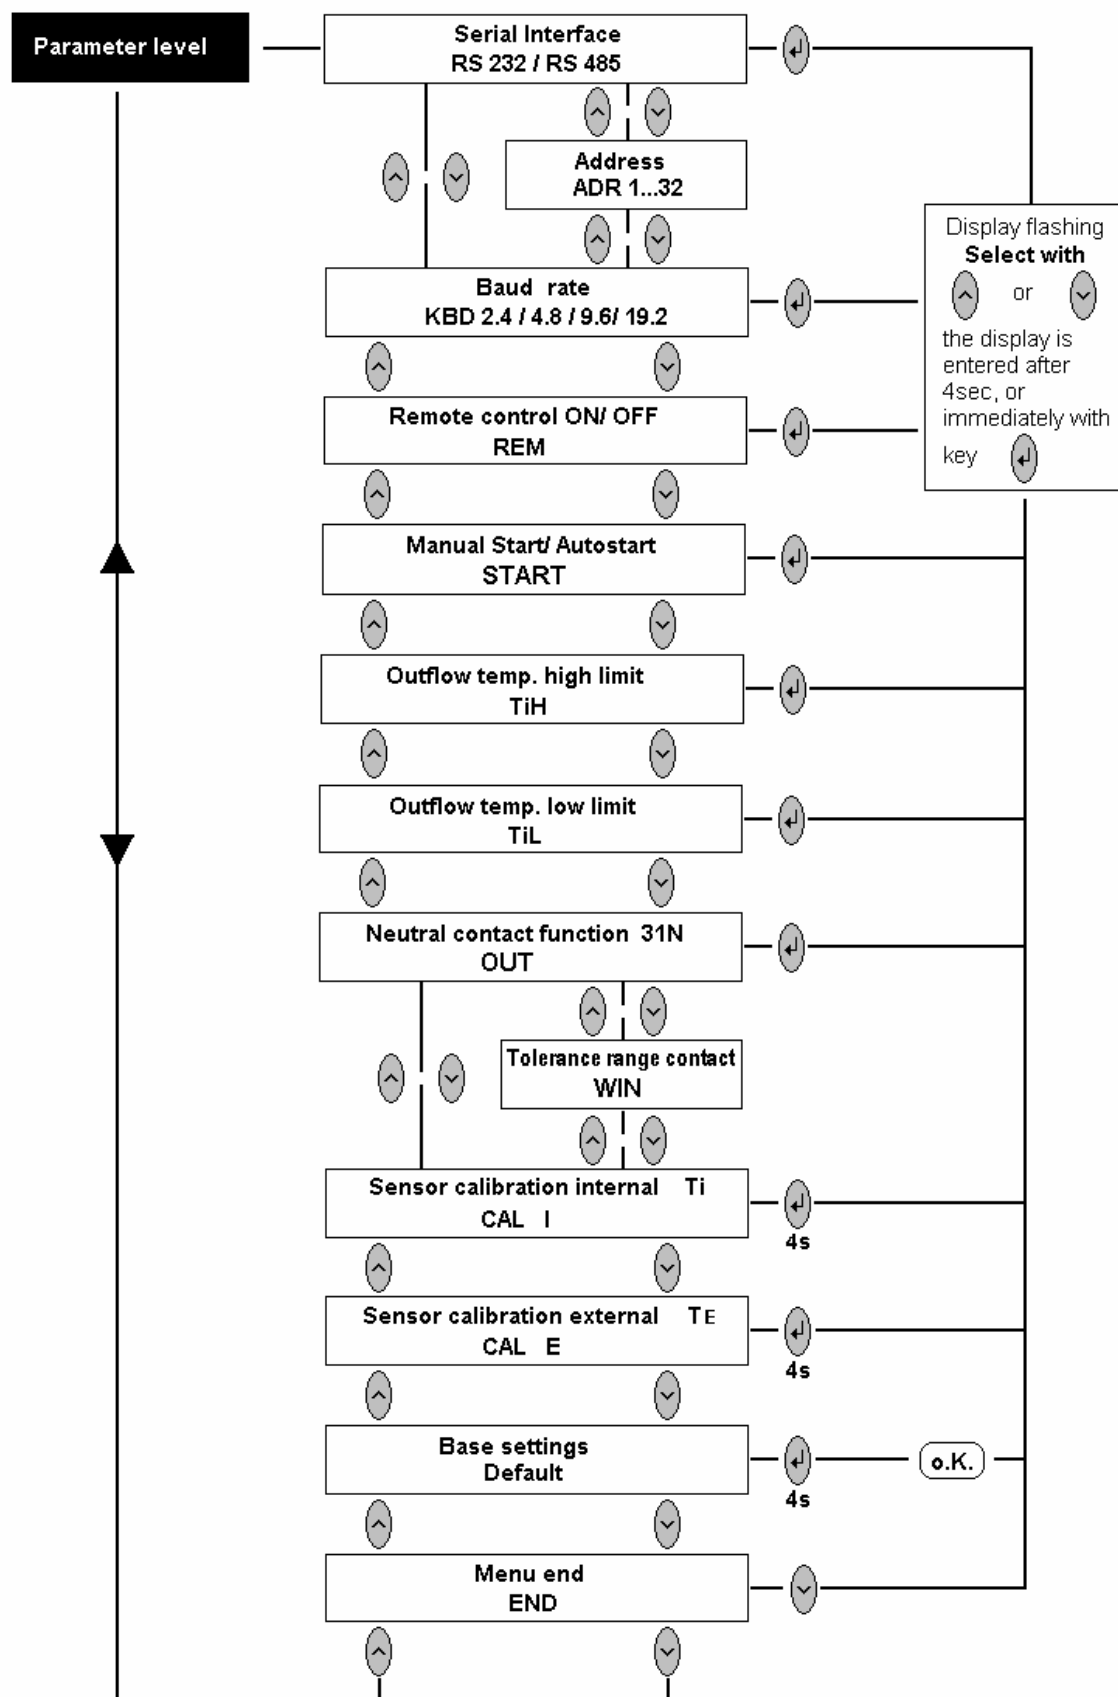 Parameter level
Serial Interface
RS 232 / RS 485
Address
ADR 1...32
Display flashing
Select with
or
the display is
entered after
4sec, or
immediately with
key
Baud rate
KBD 2.4 / 4.8 / 9.6/ 19.2
Remote control ON/ OFF
REM
Manual Start/ Autostart
START
Outflow temp. high limit
TiH
Outflow temp. low limit
TiL
Neutral contact function 31N
OUT
Tolerance range contact
WIN
Sensor calibration internal Ti
CAL I
4s
Sensor calibration external TE
CAL E
4s
Base settings
Default
4s
o.K.
Menu end
END